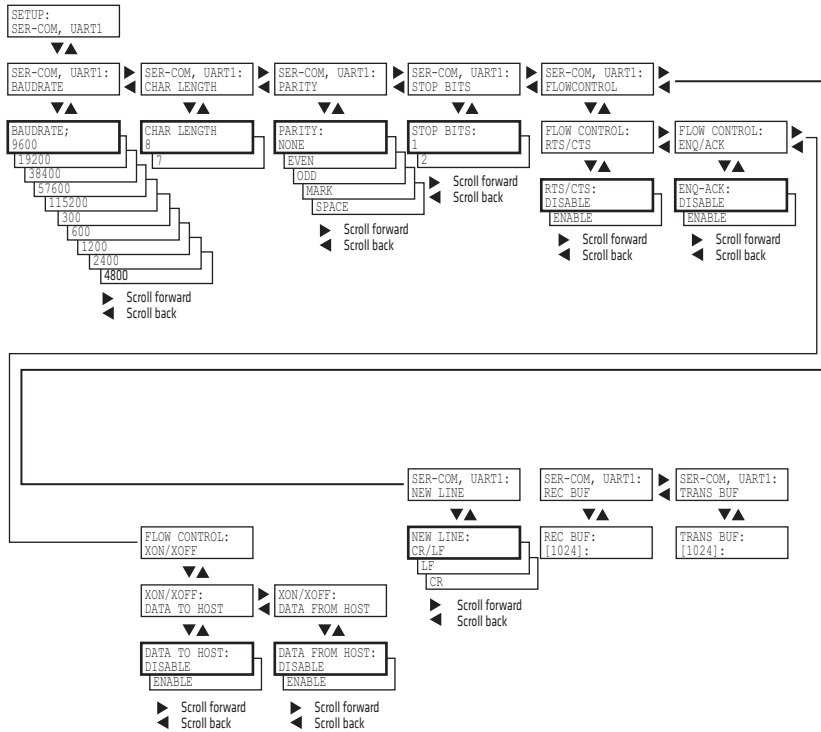 SETUP:
SER-COM, UART1
SER-COM, UART1:
BAUDRATE
SER-COM, UART1:
CHAR LENGTH
SER-COM, UART1:
PARITY
SER-COM, UART1:
STOP BITS
SER-COM, UART1:
FLOWCONTROL
BAUDRATE;
9600
19200
38400
57600
115200
300
600
1200
2400
4800
Scroll forward
Scroll back
CHAR LENGTH
8
7
PARITY:
NONE
EVEN
ODD
MARK
SPACE
Scroll forward
Scroll back
STOP BITS:
1
2
Scroll forward
Scroll back
FLOW CONTROL:
RTS/CTS
FLOW CONTROL:
ENQ/ACK
RTS/CTS:
DISABLE
ENABLE
Scroll forward
Scroll back
ENQ-ACK:
DISABLE
ENABLE
Scroll forward
Scroll back
SER-COM, UART1:
NEW LINE
SER-COM, UART1:
REC BUF
SER-COM, UART1:
TRANS BUF
NEW LINE:
CR/LF
LF
CR
Scroll forward
Scroll back
REC BUF:
[1024]:
TRANS BUF:
[1024]:
FLOW CONTROL:
XON/XOFF
XON/XOFF:
DATA TO HOST
XON/XOFF:
DATA FROM HOST
DATA TO HOST:
DISABLE
ENABLE
Scroll forward
Scroll back
DATA FROM HOST:
DISABLE
ENABLE
Scroll forward
Scroll back